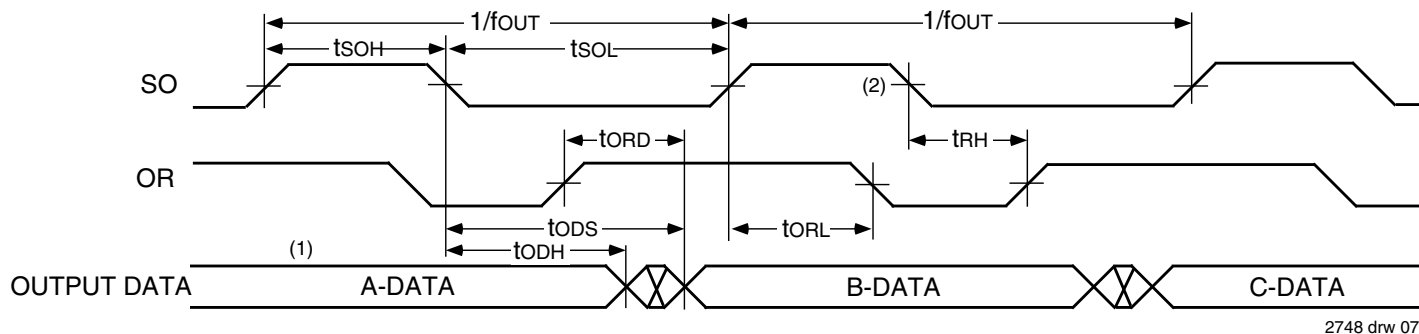 1/fOUT 1/fOUT
tSOH tSOL
SO (2)
tORD tRH
OR
tODS tORL
tODH
(1)
OUTPUT DATA A-DATA B-DATA C-DATA
2748 drw 07